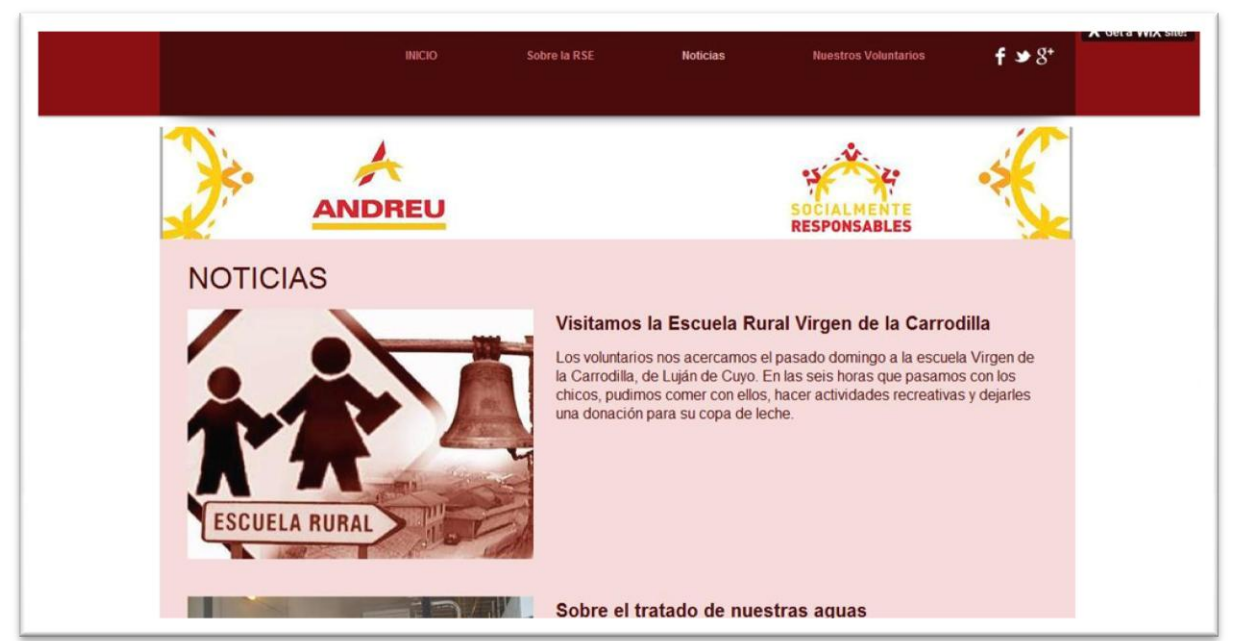 X Get a WIX site!
INICIO
Sobre la RSE
Noticias
Nuestros Voluntarios
f
g+
ANDREU
SOCIALMENTE
RESPONSABLES
NOTICIAS
Visitamos la Escuela Rural Virgen de la Carrodilla
Los voluntarios nos acercamos el pasado domingo a la escuela Virgen de
la Carrodilla, de Luján de Cuyo. En las seis horas que pasamos con los
chicos, pudimos comer con ellos, hacer actividades recreativas y dejarles
una donación para su copa de leche.
ESCUELA RURAL
Sobre el tratado de nuestras aguas